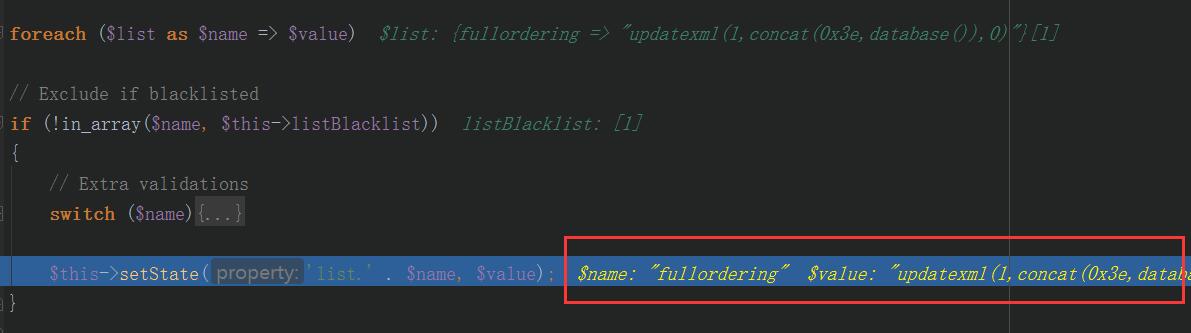 foreach ($list as $name => $value) $list: {fullordering => "updatexml(1,concat(0x3e,database()),0)"}[1]
// Exclude if blacklisted
if (!in_array($name, $this->listBlacklist)) listBlacklist: [1]
{
// Extra validations
switch ($name){...}
$this->setState( property: 'list.' . $name, $value); $name: "fullordering" $value: "updatexml(1,concat(0x3e,databa
}